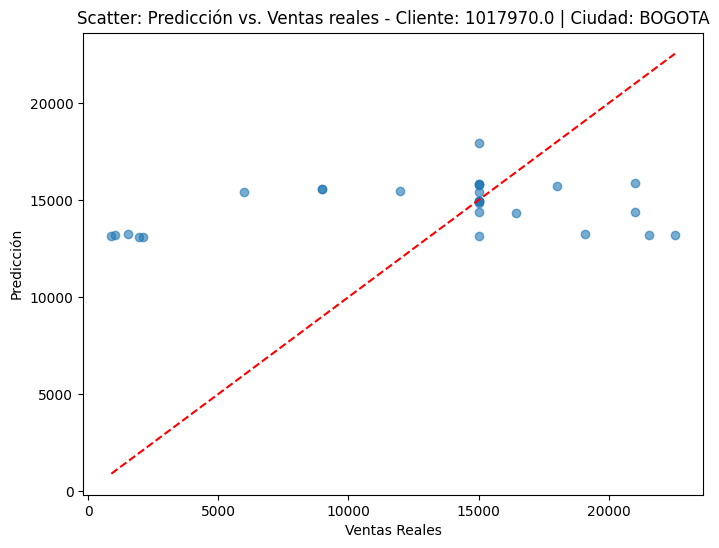 Scatter: Predicción vs. Ventas reales - Cliente: 1017970.0 | Ciudad: BOGOTA
Predicción
20000
15000
10000
5000
0
0 5000 10000 15000 20000
Ventas Reales